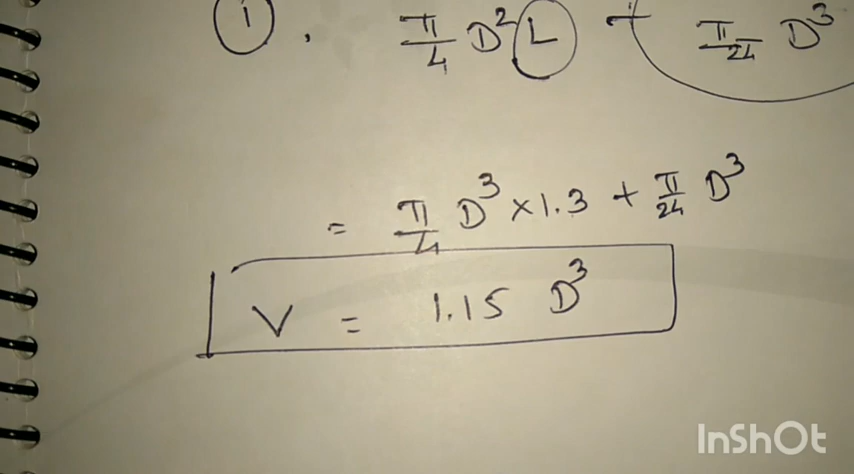 ① . π/4 D² L + π/24 D³
= π/4 D³ × 1.3 + π/24 D³
V = 1.15 D³
InShOt